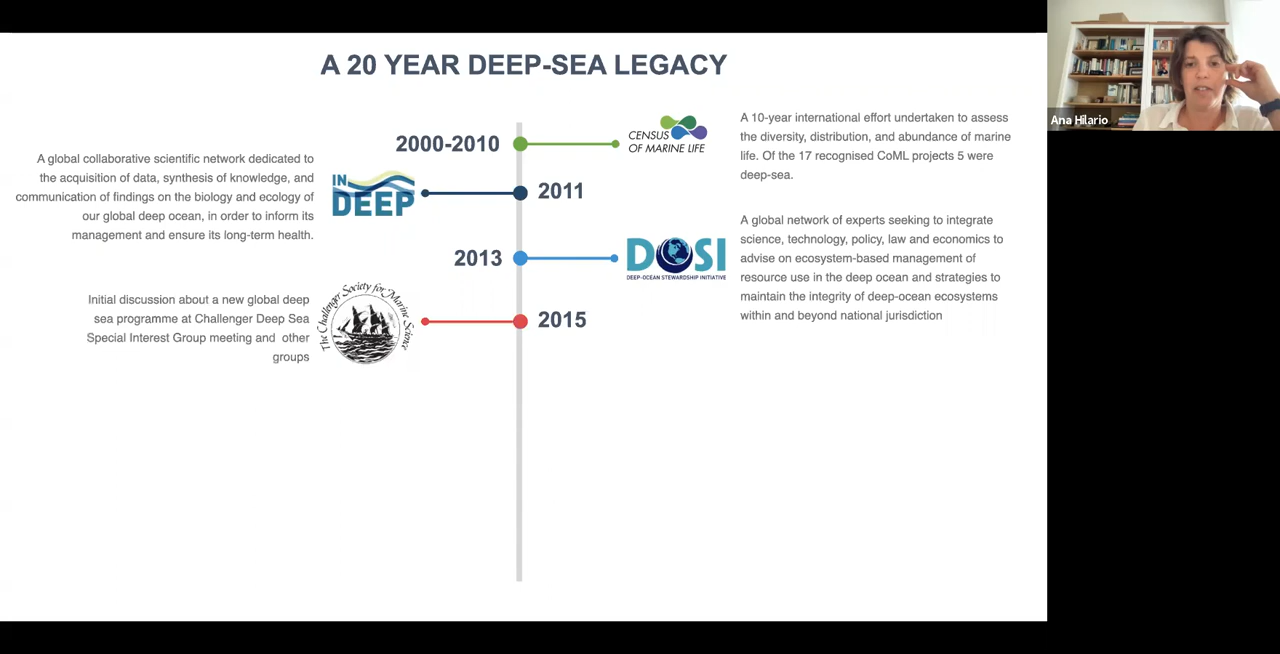 A 20 YEAR DEEP-SEA LEGACY
Ana Hilario
2000-2010
CENSUS
OF MARINE LIFE
A 10-year international effort undertaken to assess
the diversity, distribution, and abundance of marine
life. Of the 17 recognised CoML projects 5 were
deep-sea.
A global collaborative scientific network dedicated to
the acquisition of data, synthesis of knowledge, and
communication of findings on the biology and ecology of
our global deep ocean, in order to inform its
management and ensure its long-term health.
IN
DEEP
2011
2013
DOSI
DEEP-OCEAN STEWARDSHIP INITIATIVE
A global network of experts seeking to integrate
science, technology, policy, law and economics to
advise on ecosystem-based management of
resource use in the deep ocean and strategies to
maintain the integrity of deep-ocean ecosystems
within and beyond national jurisdiction
Initial discussion about a new global deep
sea programme at Challenger Deep Sea
Special Interest Group meeting and other
groups
The Challenger Society for Marine Science
2015